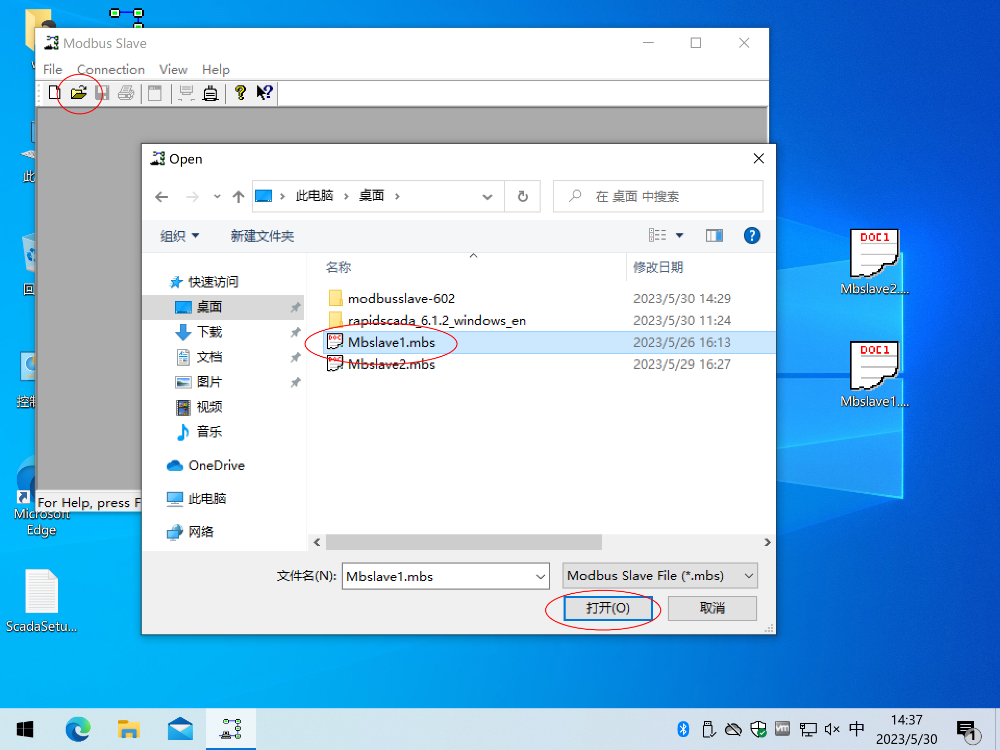 Modbus Slave
File Connection View Help
Open
此电脑 桌面
在 桌面 中搜索
组织 新建文件夹
名称 修改日期
快速访问
桌面
下载
文档
图片
视频
音乐
OneDrive
此电脑
网络
modbusslave-602 2023/5/30 14:29
rapidscada_6.1.2_windows_en 2023/5/30 11:24
Mbslave1.mbs 2023/5/26 16:13
Mbslave2.mbs 2023/5/29 16:27
文件名(N): Mbslave1.mbs Modbus Slave File (*.mbs)
打开(O) 取消
For Help, press F
此
回
控制
Microsoft
Edge
ScadaSetu...
DOC1
Mbslave2....
DOC1
Mbslave1....
vm
中
14:37
2023/5/30
1